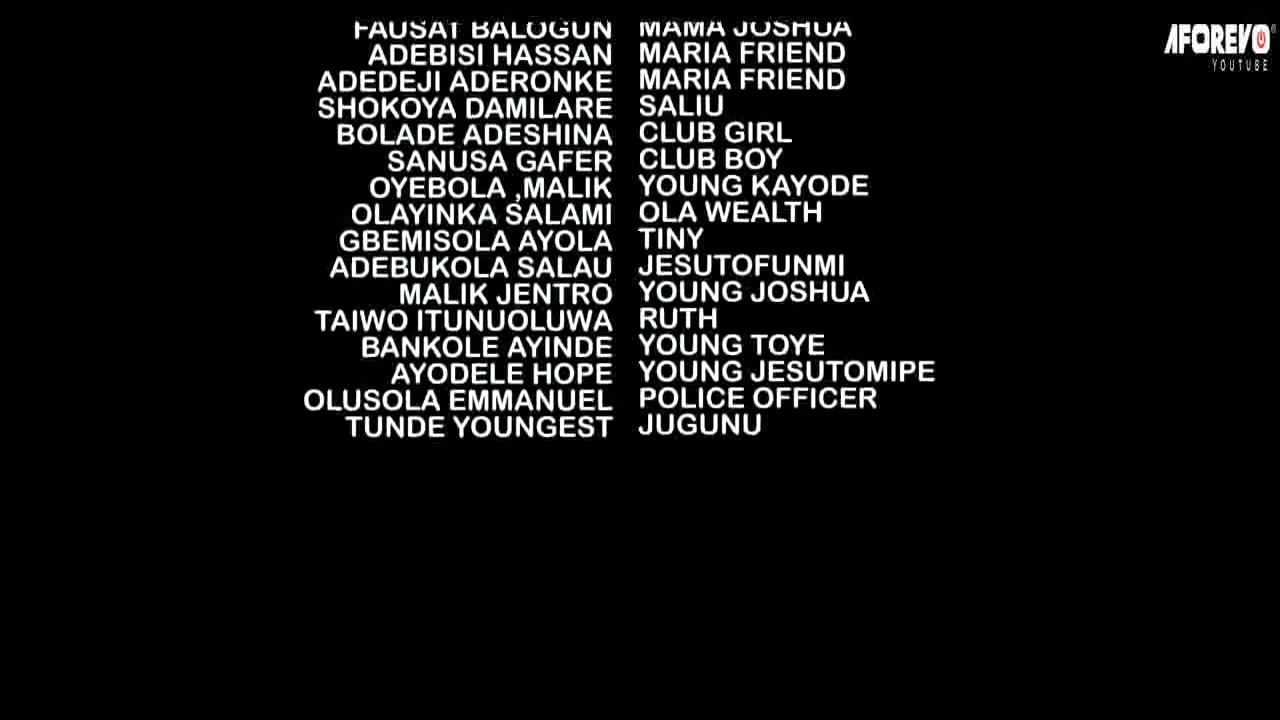 FAUSAT BALOGUN MAMA JOSHUA
ADEBISI HASSAN MARIA FRIEND
ADEDEJI ADERONKE MARIA FRIEND
SHOKOYA DAMILARE SALIU
BOLADE ADESHINA CLUB GIRL
SANUSA GAFER CLUB BOY
OYEBOLA ,MALIK YOUNG KAYODE
OLAYINKA SALAMI OLA WEALTH
GBEMISOLA AYOLA TINY
ADEBUKOLA SALAU JESUTOFUNMI
MALIK JENTRO YOUNG JOSHUA
TAIWO ITUNUOLUWA RUTH
BANKOLE AYINDE YOUNG TOYE
AYODELE HOPE YOUNG JESUTOMIPE
OLUSOLA EMMANUEL POLICE OFFICER
TUNDE YOUNGEST JUGUNU
AFOREVO
YOUTUBE